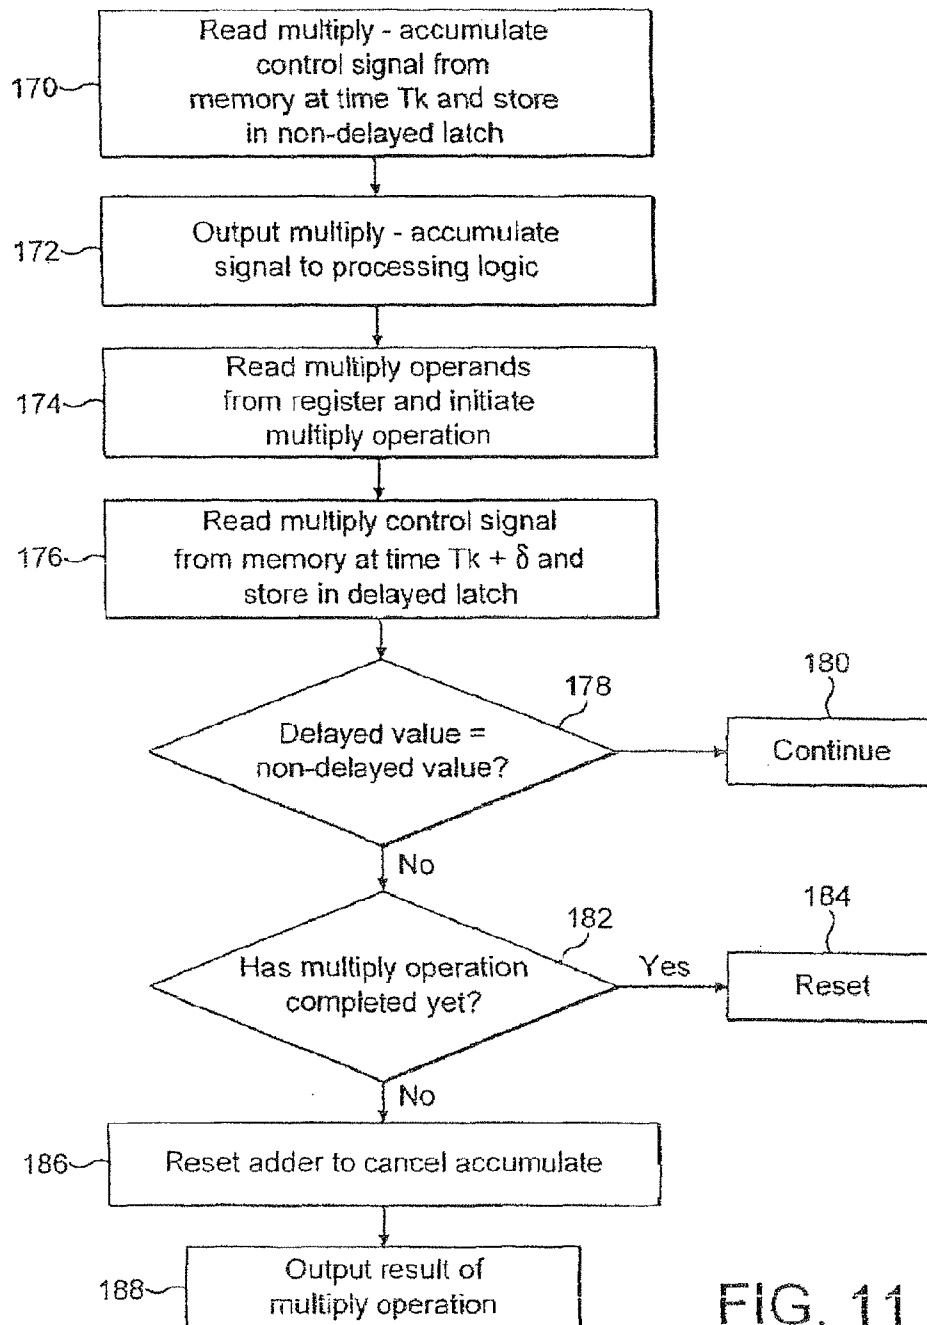 Read multiply - accumulate
control signal from
memory at time Tk and store
in non-delayed latch
170
Output multiply - accumulate
signal to processing logic
172
Read multiply operands
from register and initiate
multiply operation
174
Read multiply control signal
from memory at time Tk + δ and
store in delayed latch
176
Delayed value =
non-delayed value?
178
180
Continue
No
Has multiply operation
completed yet?
182
Yes
184
Reset
No
186
Reset adder to cancel accumulate
188
Output result of
multiply operation
FIG. 11